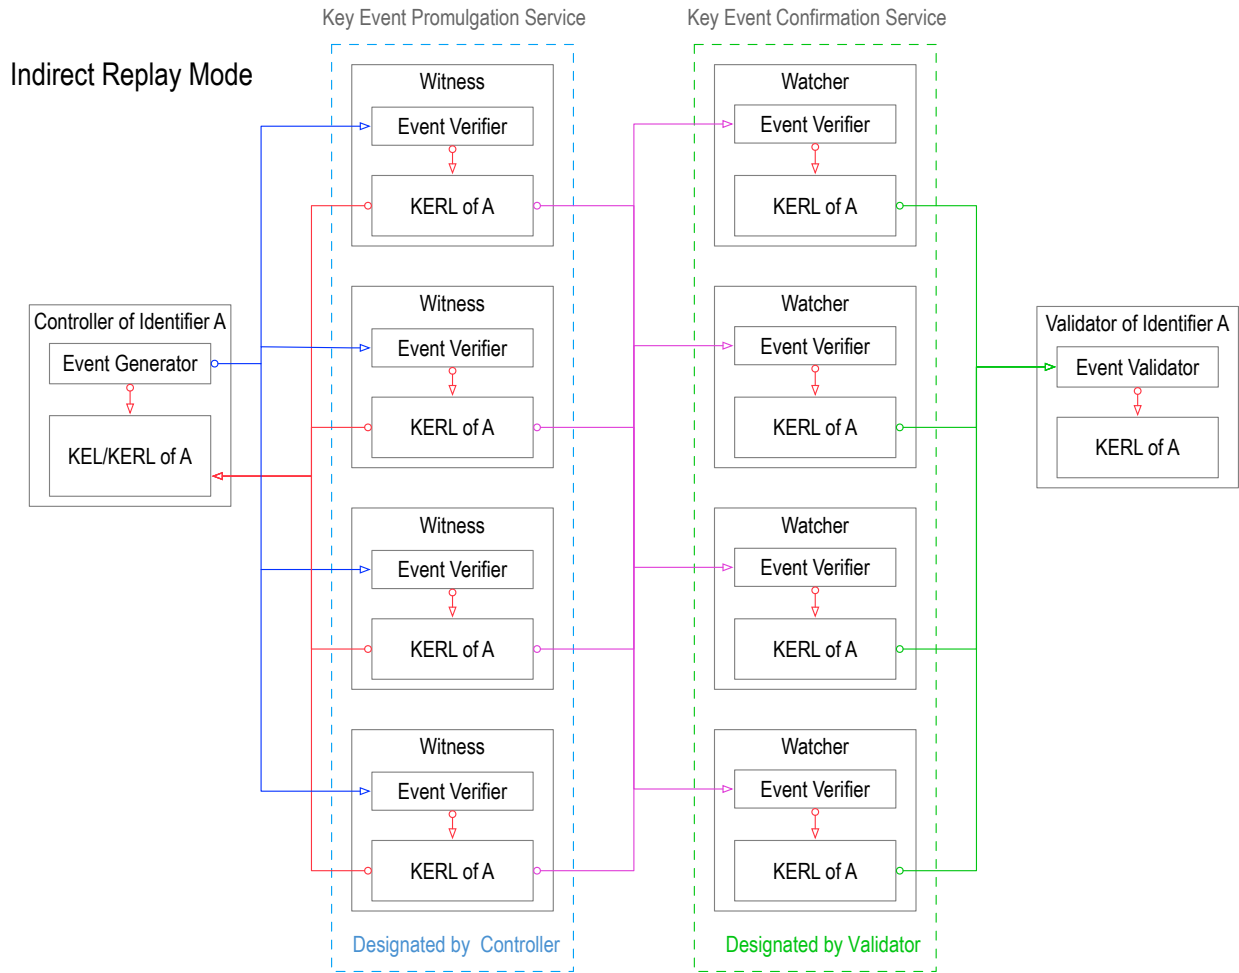 Key Event Promulgation Service
Key Event Confirmation Service
Indirect Replay Mode
Witness
Event Verifier
KERL of A
Watcher
Event Verifier
KERL of A
Witness
Event Verifier
KERL of A
Watcher
Event Verifier
KERL of A
Controller of Identifier A
Event Generator
KEL/KERL of A
Validator of Identifier A
Event Validator
KERL of A
Witness
Event Verifier
KERL of A
Watcher
Event Verifier
KERL of A
Witness
Event Verifier
KERL of A
Watcher
Event Verifier
KERL of A
Designated by Controller
Designated by Validator